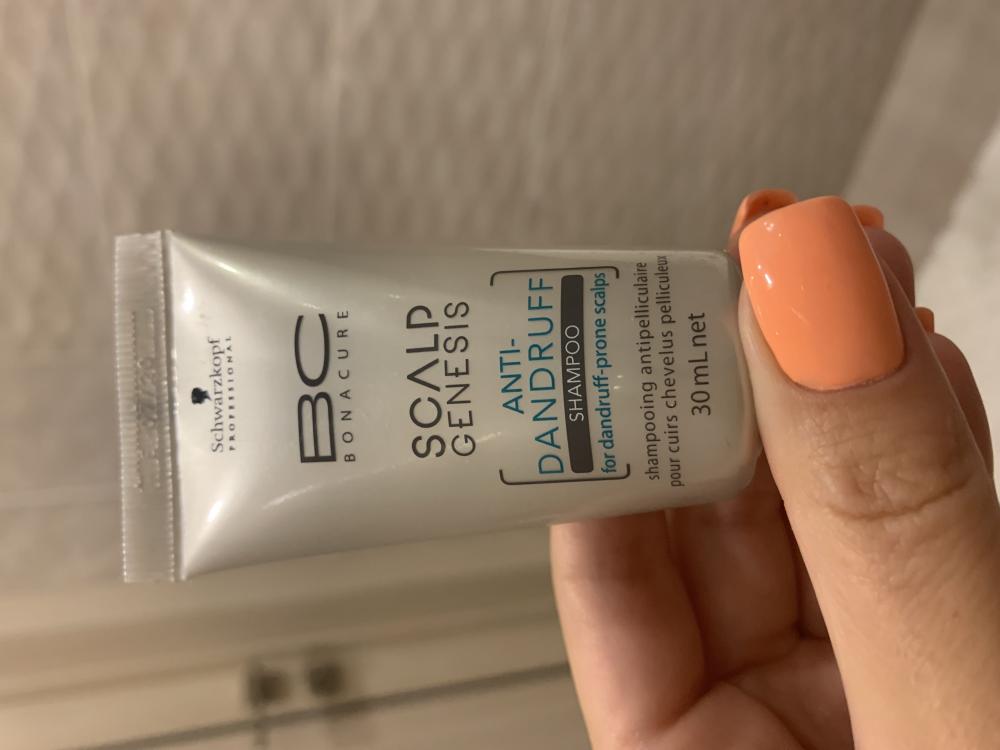 Schwarzkopf
PROFESSIONAL
BC
BONACURE
SCALP
GENESIS
ANTI-
DANDRUFF
SHAMPOO
for dandruff-prone scalps
shampooing antipelliculaire
pour cuirs chevelus pelliculeux
30 mL net